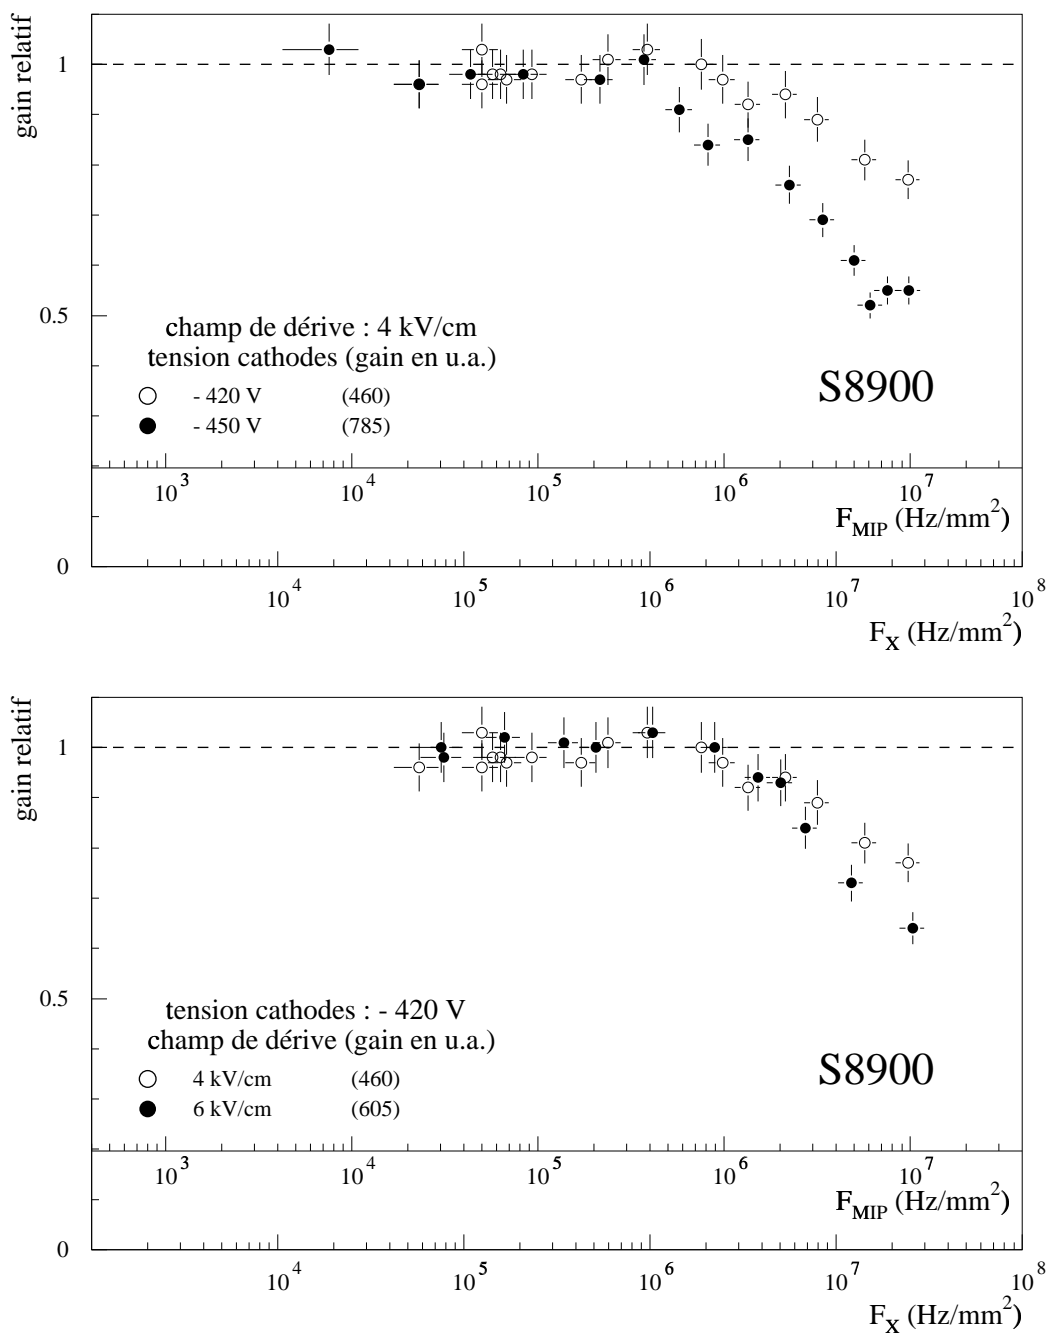 gain relatif
1
0.5
0
champ de dérive : 4 kV/cm
tension cathodes (gain en u.a.)
- 420 V (460)
- 450 V (785)
S8900
10^3 10^4 10^5 10^6 10^7
F_MIP (Hz/mm^2)
10^4 10^5 10^6 10^7 10^8
F_X (Hz/mm^2)
gain relatif
1
0.5
0
tension cathodes : - 420 V
champ de dérive (gain en u.a.)
4 kV/cm (460)
6 kV/cm (605)
S8900
10^3 10^4 10^5 10^6 10^7
F_MIP (Hz/mm^2)
10^4 10^5 10^6 10^7 10^8
F_X (Hz/mm^2)